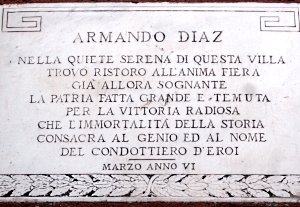 ARMANDO DIAZ
NELLA QUIETE SERENA DI QUESTA VILLA
TROVÒ RISTORO ALL'ANIMA FIERA
GIÀ ALLORA SOGNANTE
LA PATRIA FATTA GRANDE E TEMUTA
PER LA VITTORIA RADIOSA
CHE L'IMMORTALITÀ DELLA STORIA
CONSACRA AL GENIO ED AL NOME
DEL CONDOTTIERO D'EROI
MARZO ANNO VI